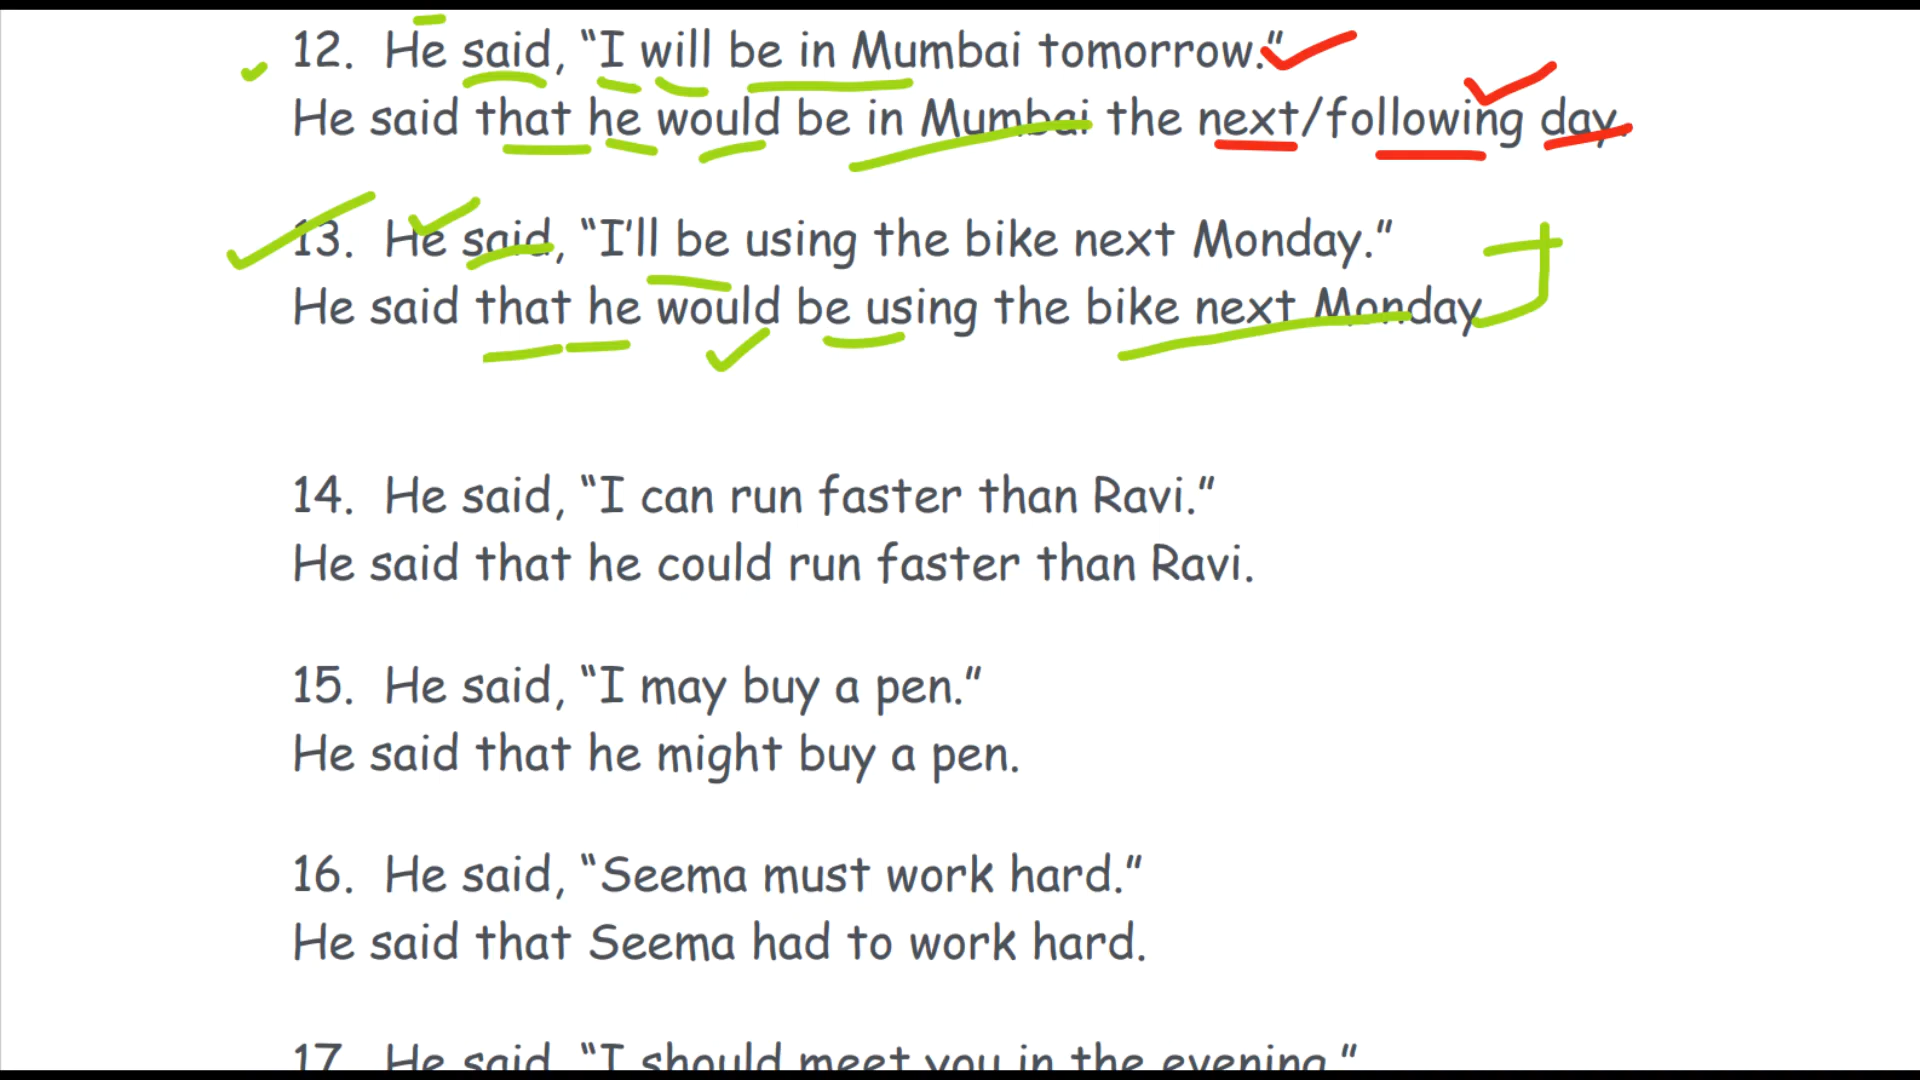 12. He said, “I will be in Mumbai tomorrow.”
He said that he would be in Mumbai the next/following day.
13. He said, “I’ll be using the bike next Monday.”
He said that he would be using the bike next Monday
14. He said, “I can run faster than Ravi.”
He said that he could run faster than Ravi.
15. He said, “I may buy a pen.”
He said that he might buy a pen.
16. He said, “Seema must work hard.”
He said that Seema had to work hard.
17. He said, “I should meet you in the evening.”